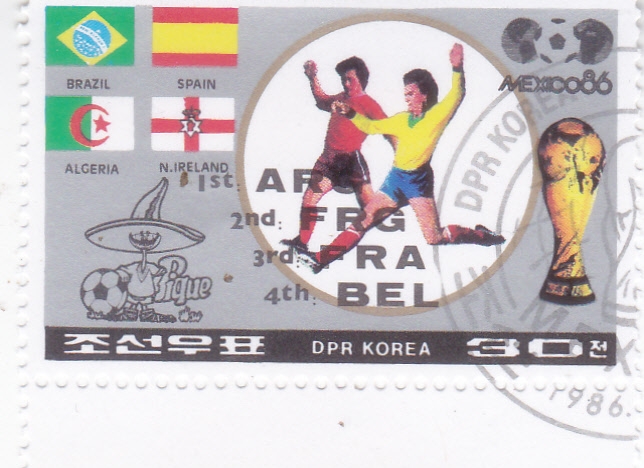 BRAZIL SPAIN
MEXICO86
ALGERIA N.IRELAND
1st: ARG
2nd: FRG
3rd: FRA
4th: BEL
Pique
조선우표 DPR KOREA 30전
DPR KOREA
1986.